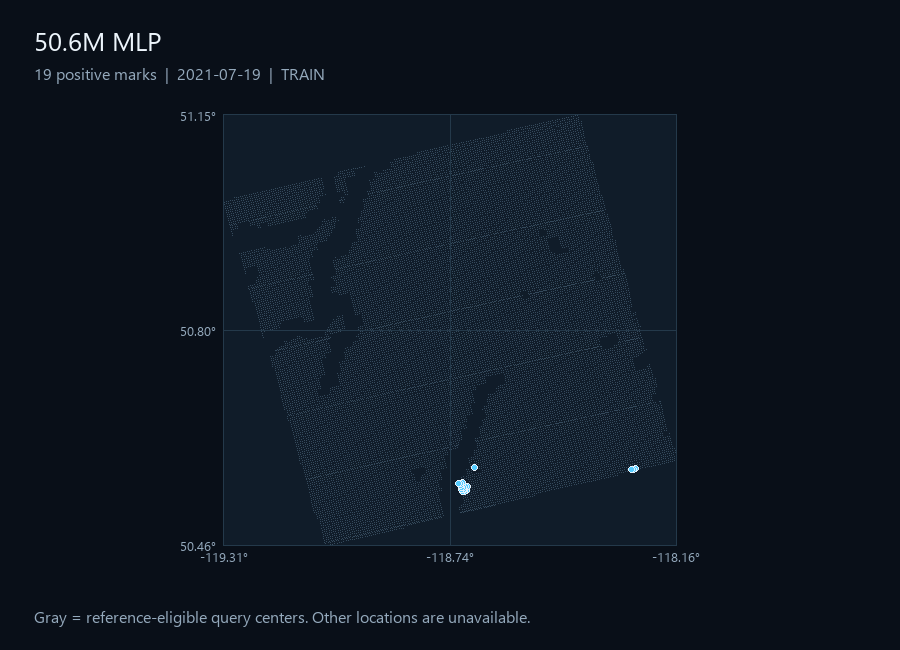 50.6M MLP
19 positive marks | 2021-07-19 | TRAIN
51.15°
50.80°
50.46°
-119.31°
-118.74°
-118.16°
Gray = reference-eligible query centers. Other locations are unavailable.